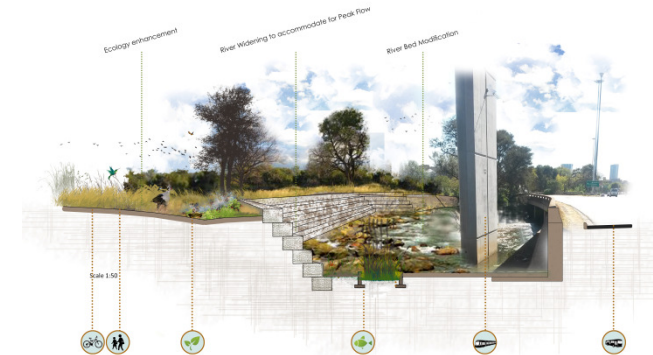 Ecology enhancement
River Widening to accommodate for Peak Flow
River Bed Modification
Scale 1:50